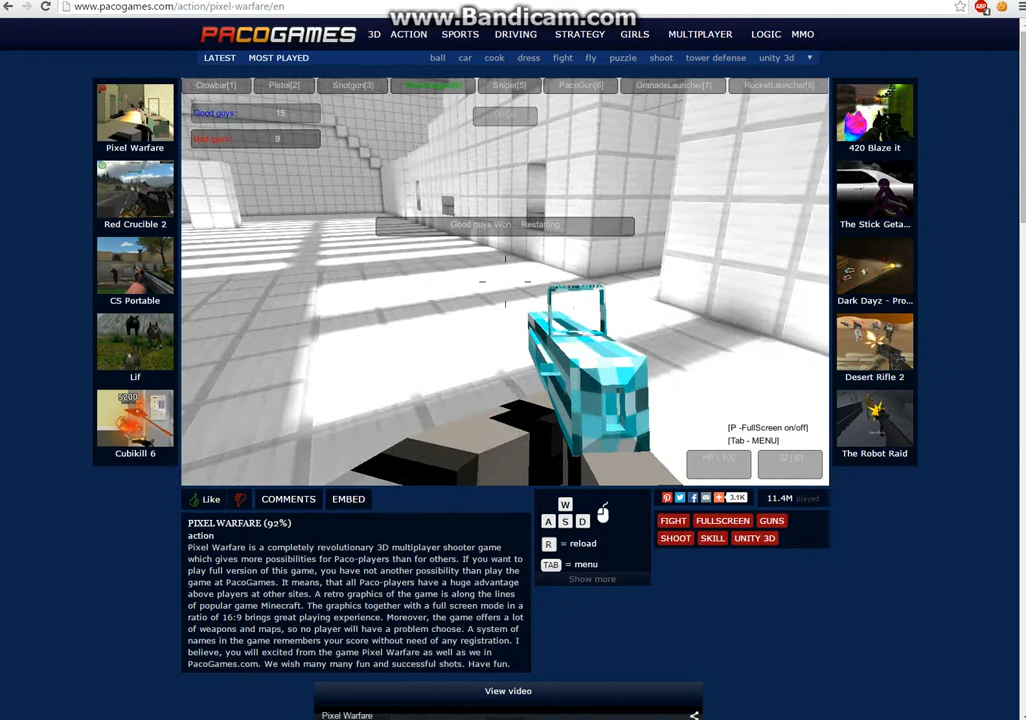 www.pacogames.com/action/pixel-warfare/en
www.Bandicam.com
PACOGAMES
3D ACTION SPORTS DRIVING STRATEGY GIRLS MULTIPLAYER LOGIC MMO
LATEST MOST PLAYED
ball car cook dress fight fly puzzle shoot tower defense unity 3d
Crowbar[1] Pistol[2] Shotgun[3] Sniper[5] PacoGun[6] GranadeLauncher[7] RocketLauncher[8]
Good guys: 15
Bad guys: 9
Good guys Won... Restarting
[P -FullScreen on/off]
[Tab - MENU]
HP | 100
32 | 61
Pixel Warfare
Red Crucible 2
CS Portable
Lif
$200
Cubikill 6
420 Blaze it
The Stick Geta...
Dark Dayz - Pro...
Desert Rifle 2
The Robot Raid
Like
COMMENTS
EMBED
PIXEL WARFARE (92%)
action
Pixel Warfare is a completely revolutionary 3D multiplayer shooter game
which gives more possibilities for Paco-players than for others. If you want to
play full version of this game, you have not another possibility than play the
game at PacoGames. It means, that all Paco-players have a huge advantage
above players at other sites. A retro graphics of the game is along the lines
of popular game Minecraft. The graphics together with a full screen mode in a
ratio of 16:9 brings great playing experience. Moreover, the game offers a lot
of weapons and maps, so no player will have a problem choose. A system of
names in the game remembers your score without need of any registration. I
believe, you will excited from the game Pixel Warfare as well as we in
PacoGames.com. We wish many many fun and successful shots. Have fun.
W
A S D
R = reload
TAB = menu
Show more
3.1K
11.4M played
FIGHT FULLSCREEN GUNS
SHOOT SKILL UNITY 3D
View video
Pixel Warfare